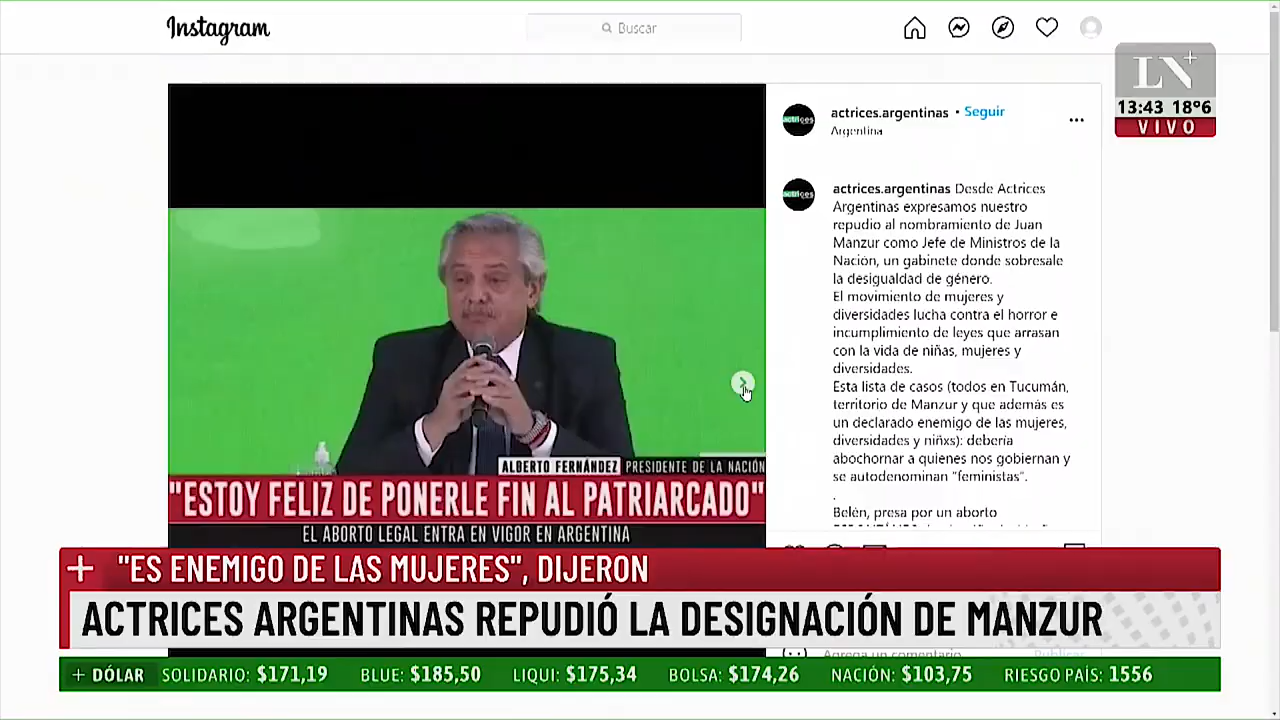 Instagram
Buscar
LN+
13:43 18°6
VIVO
actrices.argentinas • Seguir
Argentina
actrices.argentinas Desde Actrices
Argentinas expresamos nuestro
repudio al nombramiento de Juan
Manzur como Jefe de Ministros de la
Nación, un gabinete donde sobresale
la desigualdad de género.
El movimiento de mujeres y
diversidades lucha contra el horror e
incumplimiento de leyes que arrasan
con la vida de niñas, mujeres y
diversidades.
Esta lista de casos (todos en Tucumán,
territorio de Manzur y que además es
un declarado enemigo de las mujeres,
diversidades y niñxs): debería
abochornar a quienes nos gobiernan y
se autodenominan "feministas".
.
Belén, presa por un aborto
ALBERTO FERNÁNDEZ PRESIDENTE DE LA NACIÓN
"ESTOY FELIZ DE PONERLE FIN AL PATRIARCADO"
EL ABORTO LEGAL ENTRA EN VIGOR EN ARGENTINA
+ "ES ENEMIGO DE LAS MUJERES", DIJERON
ACTRICES ARGENTINAS REPUDIÓ LA DESIGNACIÓN DE MANZUR
Agrega un comentario
Publicar
+ DÓLAR SOLIDARIO: $171,19 BLUE: $185,50 LIQUI: $175,34 BOLSA: $174,26 NACIÓN: $103,75 RIESGO PAÍS: 1556